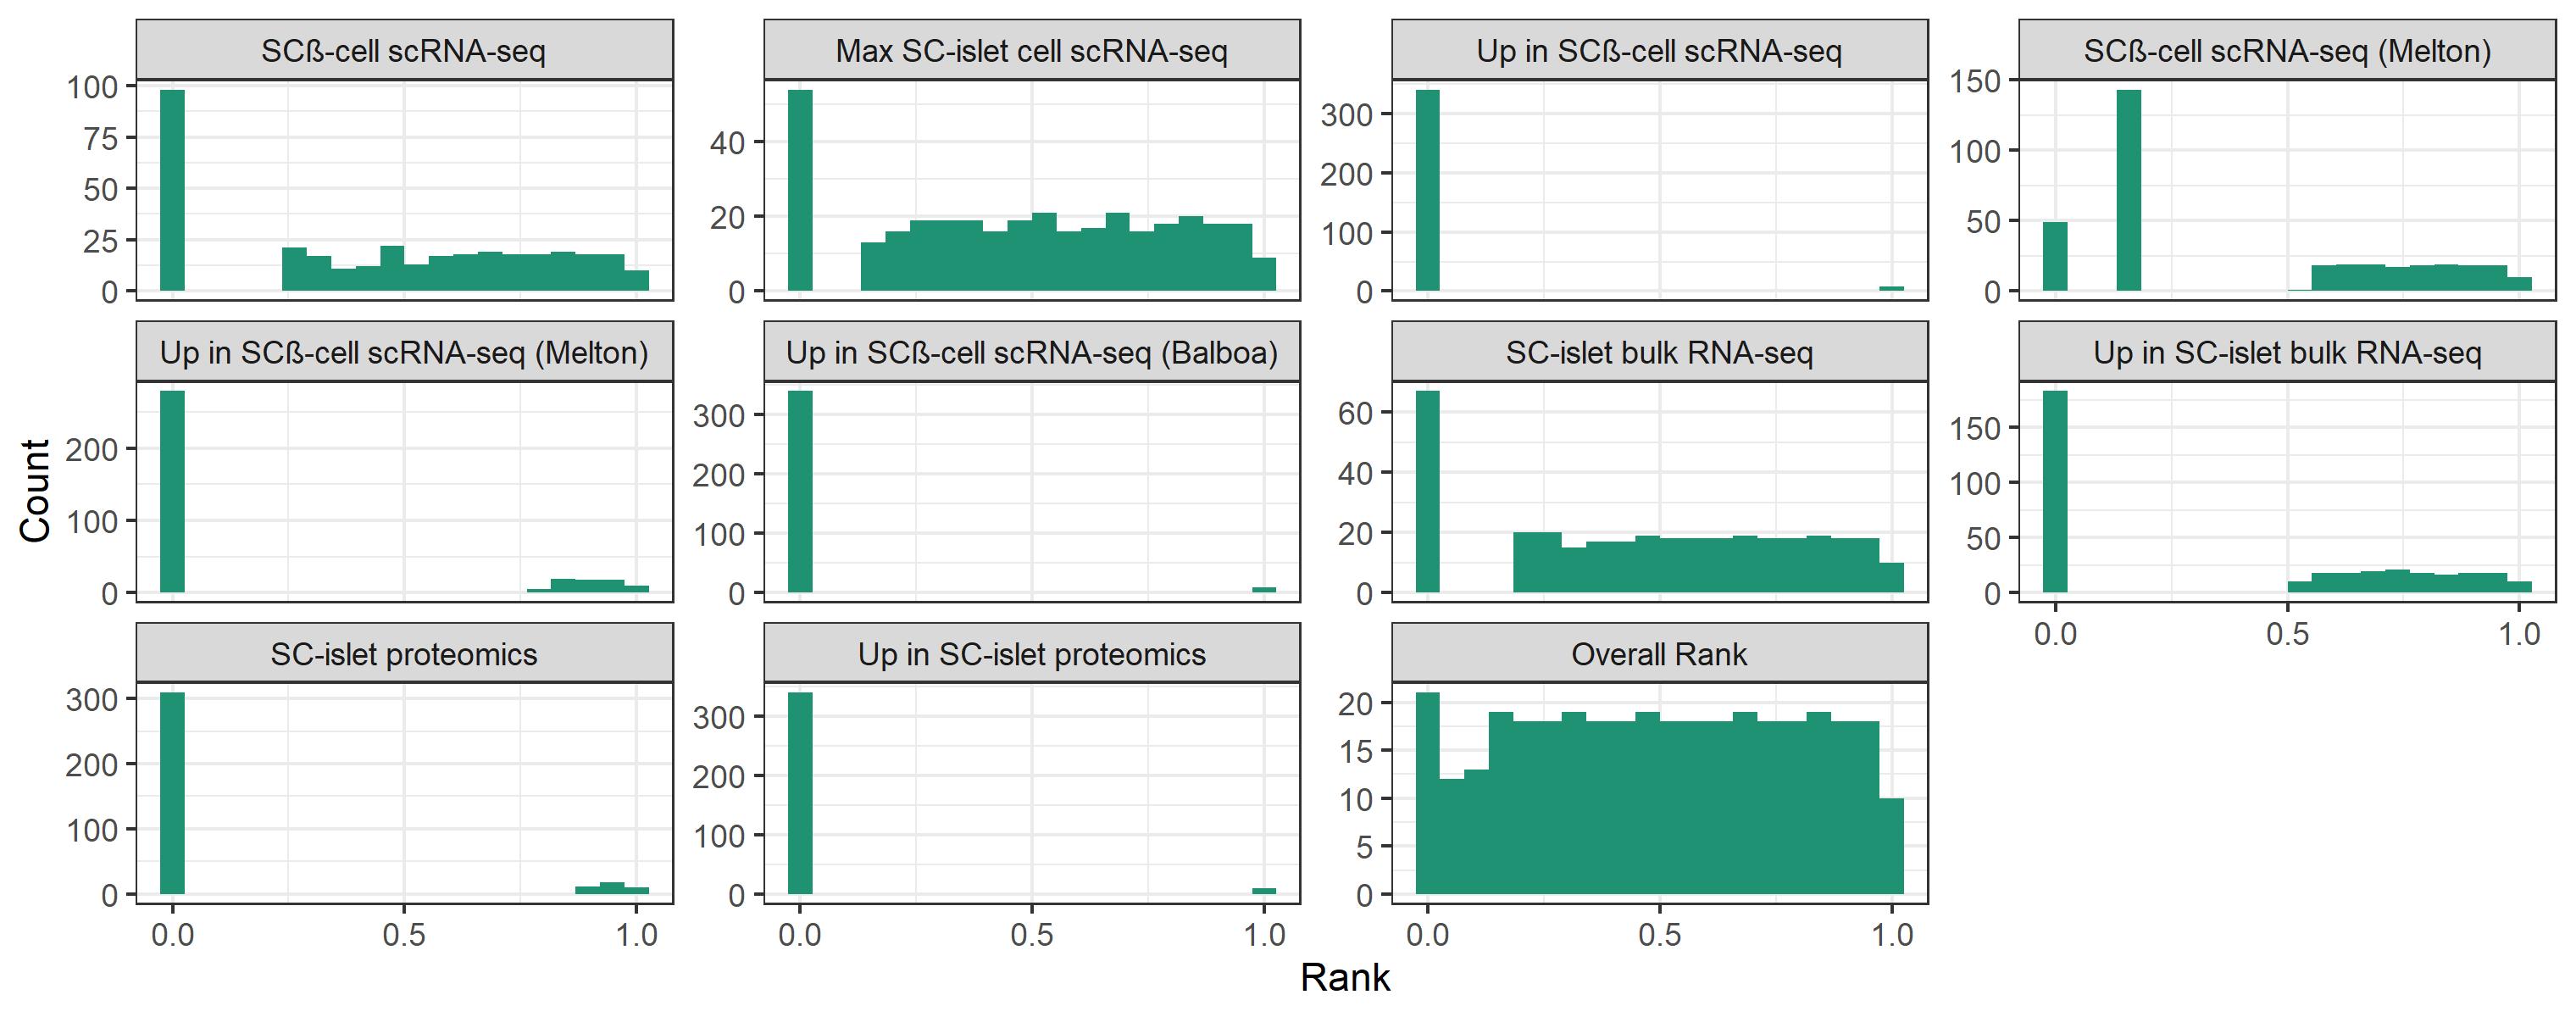 SCß-cell scRNA-seq
Max SC-islet cell scRNA-seq
Up in SCß-cell scRNA-seq
SCß-cell scRNA-seq (Melton)
100
75
50
25
0
40
20
0
300
200
100
0
150
100
50
0
Up in SCß-cell scRNA-seq (Melton)
Up in SCß-cell scRNA-seq (Balboa)
SC-islet bulk RNA-seq
Up in SC-islet bulk RNA-seq
Count
200
100
0
300
200
100
0
60
40
20
0
150
100
50
0
0.0 0.5 1.0
SC-islet proteomics
Up in SC-islet proteomics
Overall Rank
300
200
100
0
300
200
100
0
20
15
10
5
0
0.0 0.5 1.0
0.0 0.5 1.0
0.0 0.5 1.0
Rank